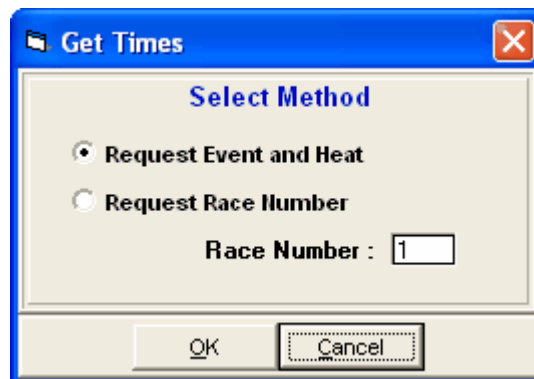 Get Times
Select Method
Request Event and Heat
Request Race Number
Race Number : 1
OK Cancel